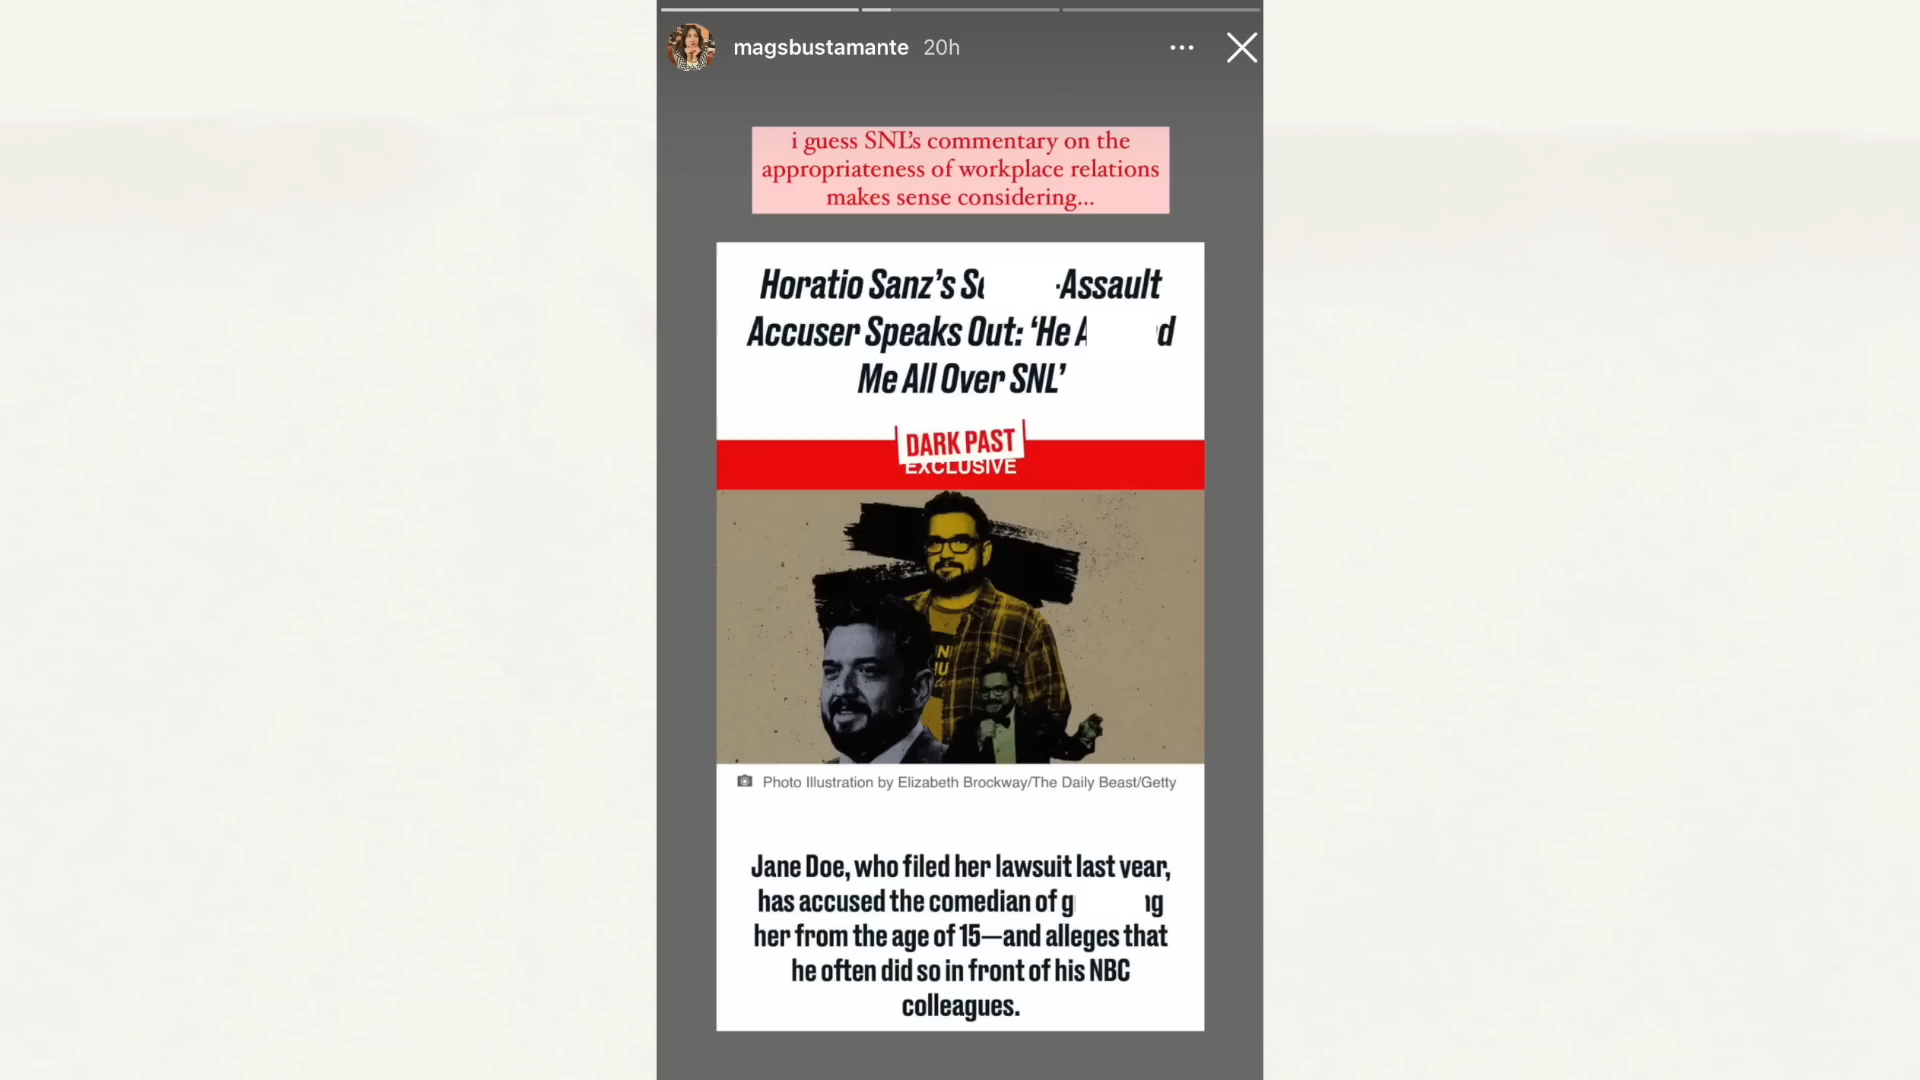 magsbustamante 20h
i guess SNL's commentary on the
appropriateness of workplace relations
makes sense considering...
Horatio Sanz's Se -Assault
Accuser Speaks Out: 'He A d
Me All Over SNL'
DARK PAST
EXCLUSIVE
Photo Illustration by Elizabeth Brockway/The Daily Beast/Getty
Jane Doe, who filed her lawsuit last year,
has accused the comedian of g ng
her from the age of 15—and alleges that
he often did so in front of his NBC
colleagues.